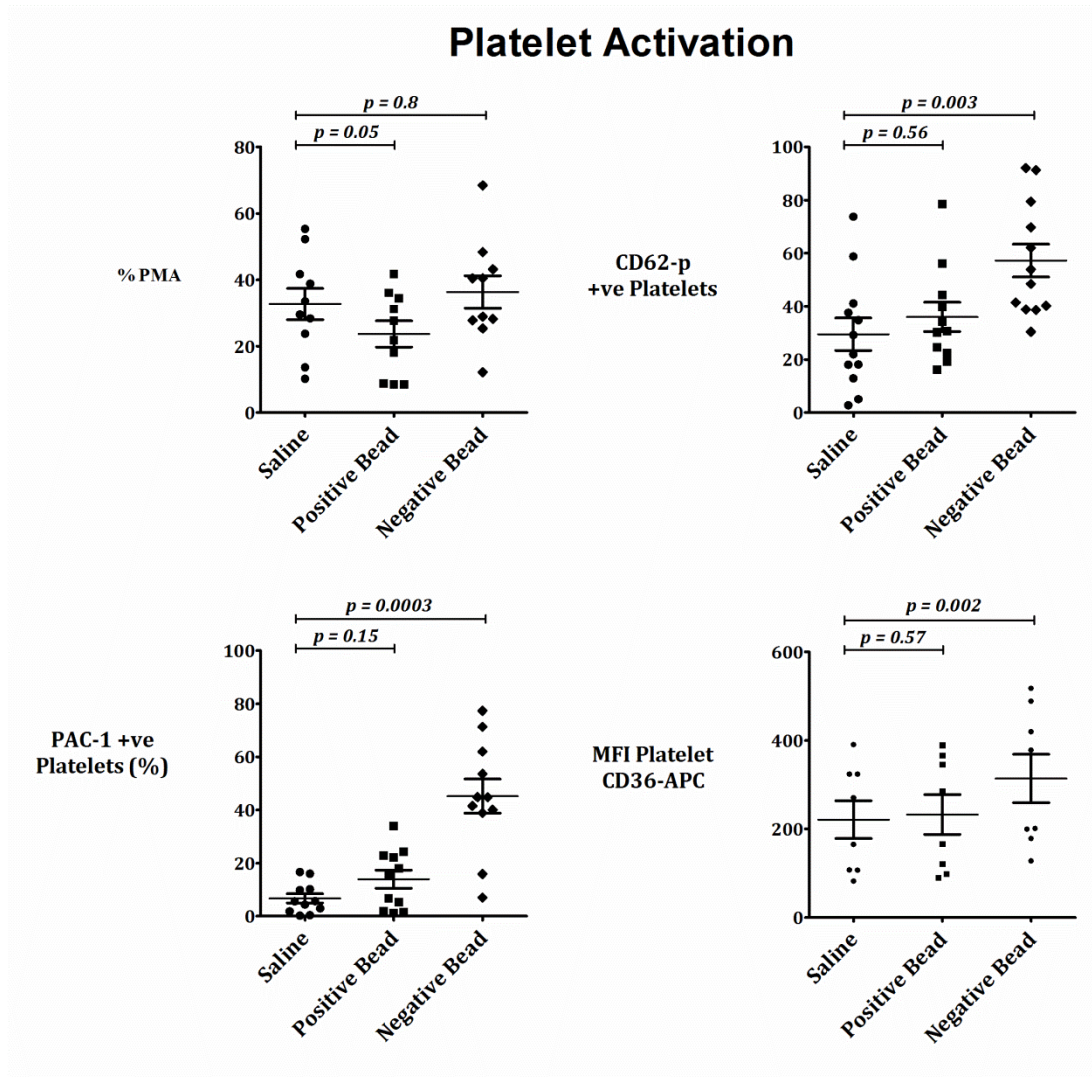 Platelet Activation
p = 0.8
p = 0.05
80
60
40
20
0
% PMA
Saline
Positive Bead
Negative Bead
p = 0.003
p = 0.56
100
80
60
40
20
0
CD62-p
+ve Platelets
Saline
Positive Bead
Negative Bead
p = 0.0003
p = 0.15
100
80
60
40
20
0
PAC-1 +ve
Platelets (%)
Saline
Positive Bead
Negative Bead
p = 0.002
p = 0.57
600
400
200
0
MFI Platelet
CD36-APC
Saline
Positive Bead
Negative Bead